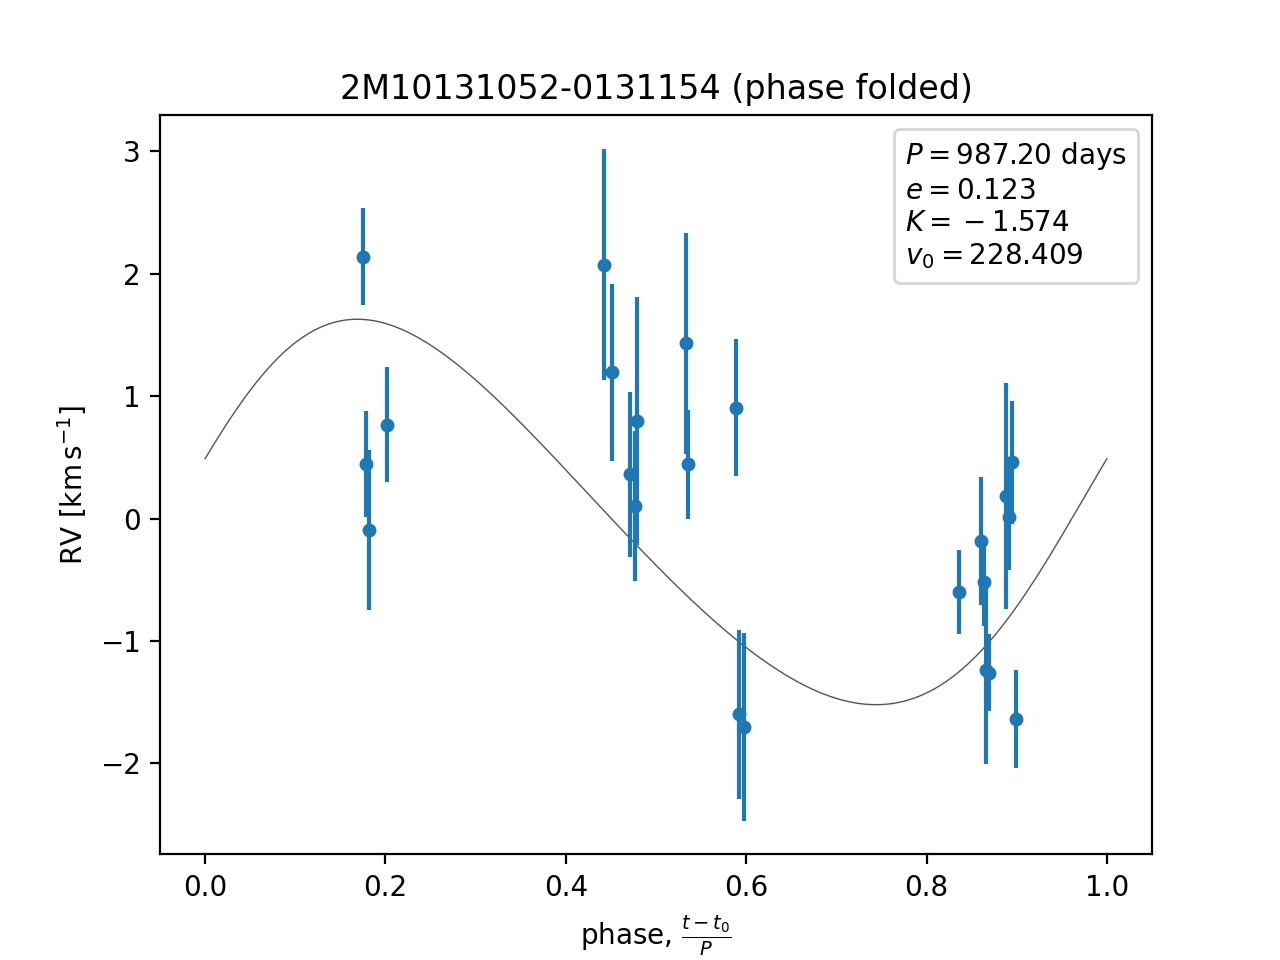 2M10131052-0131154 (phase folded)
P = 987.20 days
e = 0.123
K = −1.574
v₀ = 228.409
3
2
1
0
−1
−2
RV [km s⁻¹]
0.0 0.2 0.4 0.6 0.8 1.0
phase, (t − t₀)/P